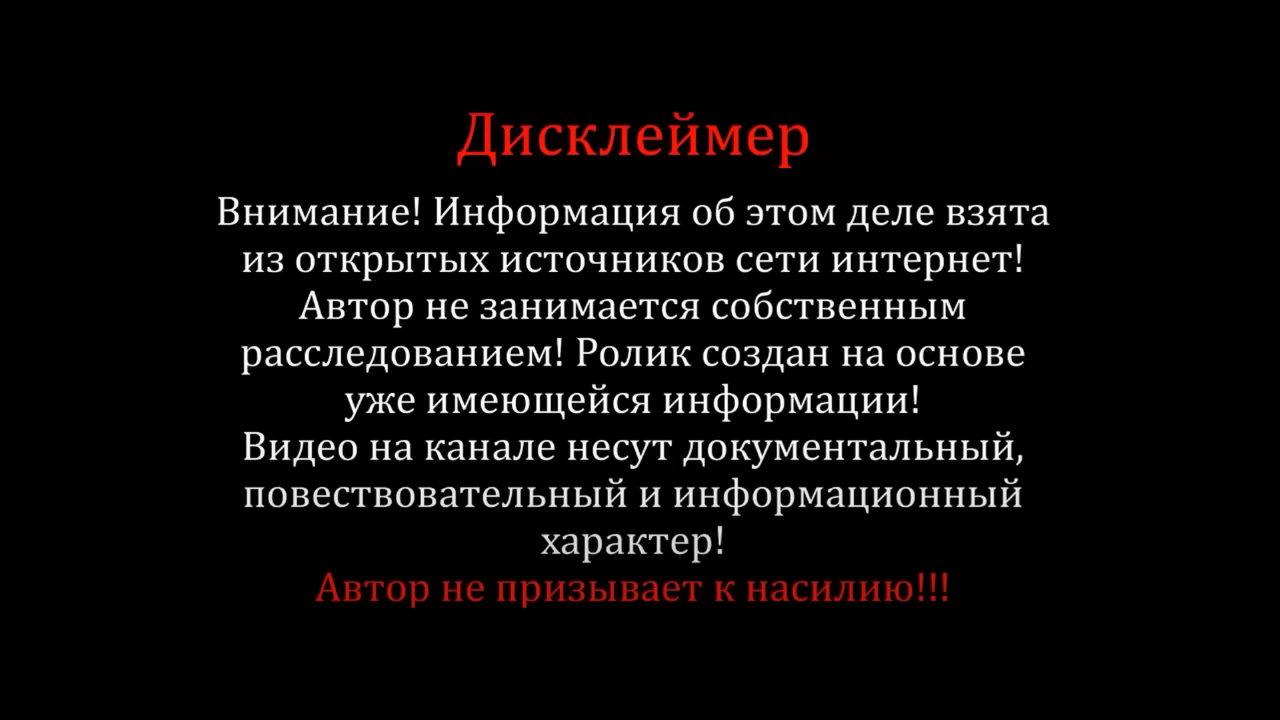 Дисклеймер
Внимание! Информация об этом деле взята
из открытых источников сети интернет!
Автор не занимается собственным
расследованием! Ролик создан на основе
уже имеющейся информации!
Видео на канале несут документальный,
повествовательный и информационный
характер!
Автор не призывает к насилию!!!